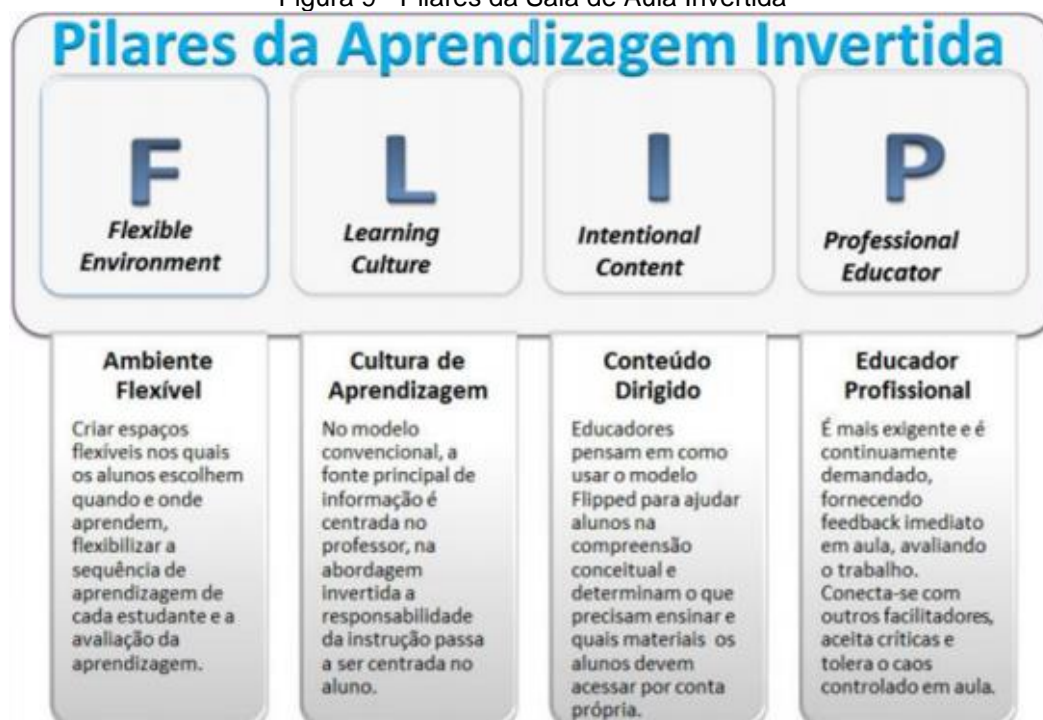 Figura 9 - Pilares da Sala de Aula Invertida
Pilares da Aprendizagem Invertida
F
Flexible
Environment
L
Learning
Culture
I
Intentional
Content
P
Professional
Educator
Ambiente
Flexível
Criar espaços
flexíveis nos quais
os alunos escolhem
quando e onde
aprendem,
flexibilizar a
sequência de
aprendizagem de
cada estudante e a
avaliação da
aprendizagem.
Cultura de
Aprendizagem
No modelo
convencional, a
fonte principal de
informação é
centrada no
professor, na
abordagem
invertida a
responsabilidade
da instrução passa
a ser centrada no
aluno.
Conteúdo
Dirigido
Educadores
pensam em como
usar o modelo
Flipped para ajudar
alunos na
compreensão
conceitual e
determinam o que
precisam ensinar e
quais materiais os
alunos devem
acessar por conta
própria.
Educador
Profissional
É mais exigente e é
continuamente
demandado,
fornecendo
feedback imediato
em aula, avaliando
o trabalho.
Conecta-se com
outros facilitadores,
aceita críticas e
tolera o caos
controlado em aula.